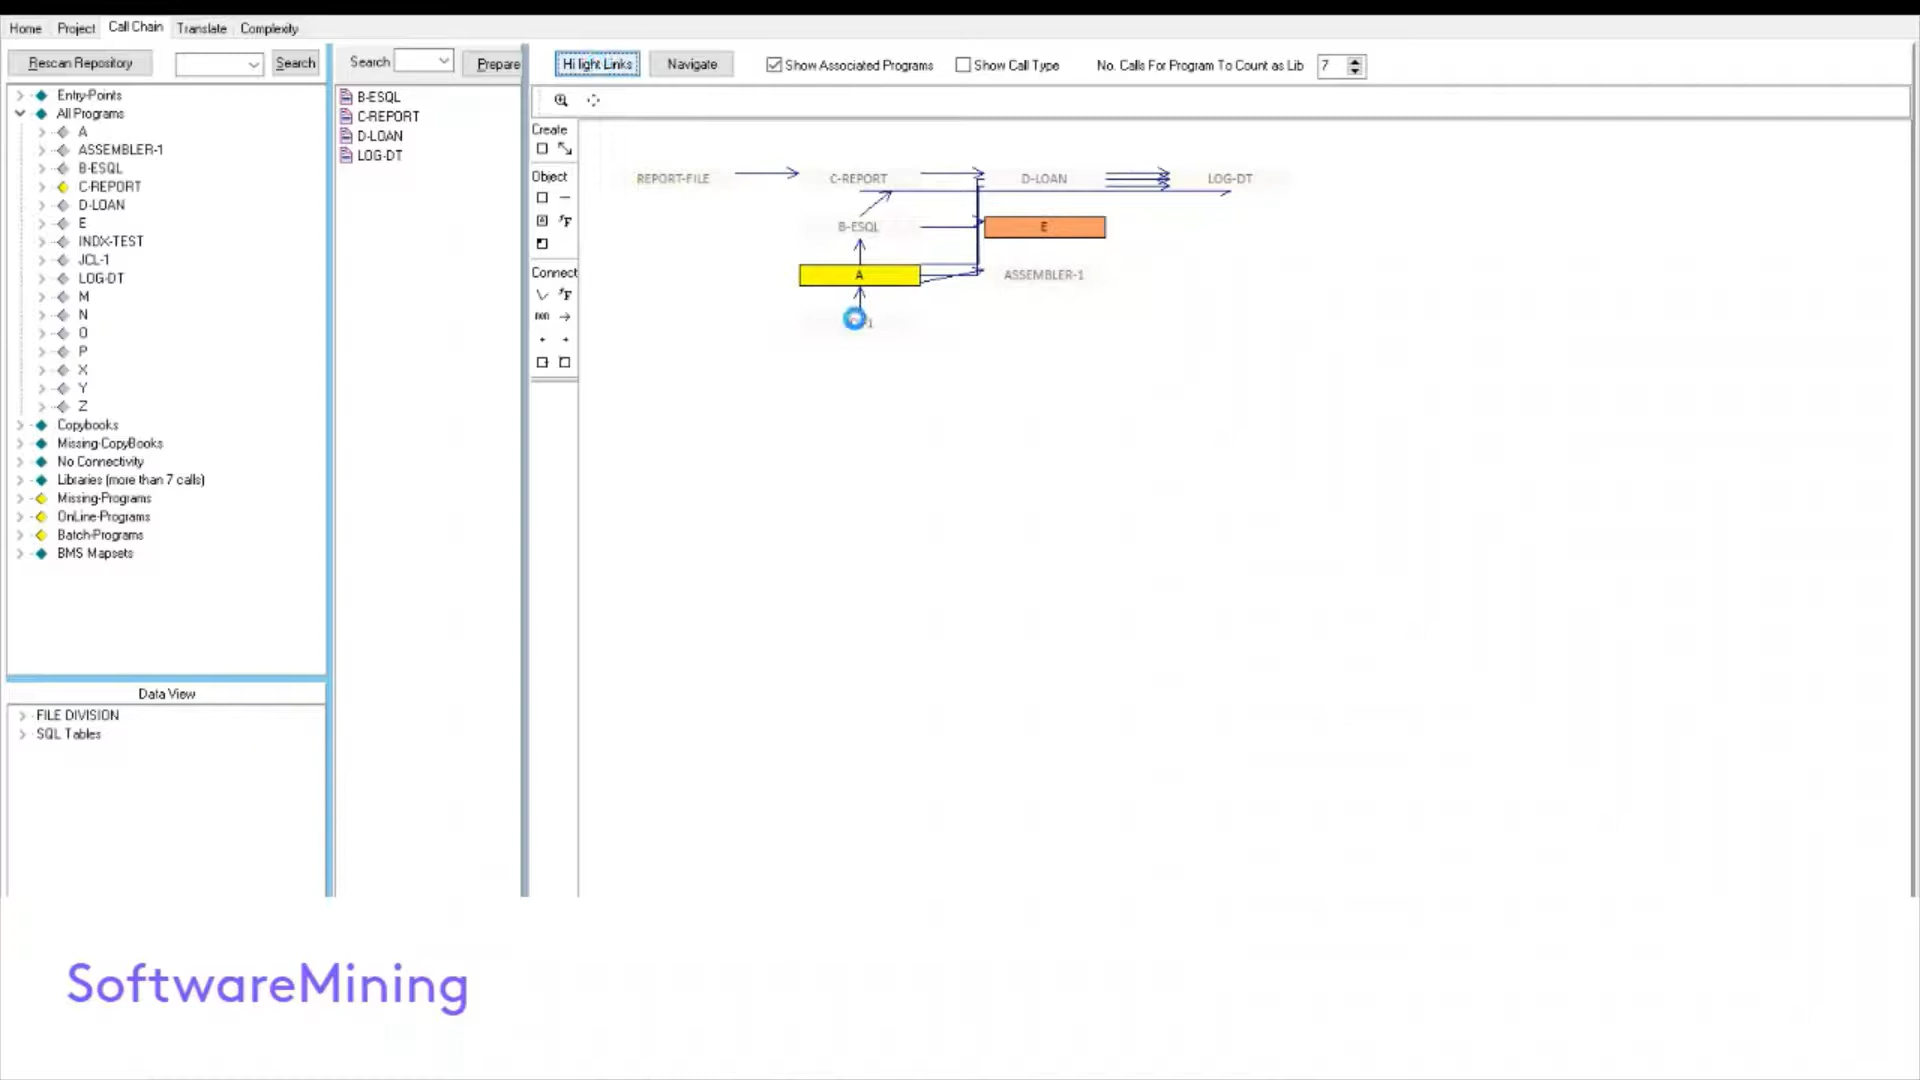 Home Project Call Chain Translate Complexity
Rescan Repository Search
Entry-Points
All Programs
A
ASSEMBLER-1
B-ESQL
C-REPORT
D-LOAN
E
INDX-TEST
JCL-1
LOG-DT
M
N
O
P
X
Y
Z
Copybooks
Missing-CopyBooks
No Connectivity
Libraries (more than 7 calls)
Missing-Programs
OnLine-Programs
Batch-Programs
BMS Mapsets
Data View
FILE DIVISION
SQL Tables
Search Prepare
B-ESQL
C-REPORT
D-LOAN
LOG-DT
Hi light Links Navigate Show Associated Programs Show Call Type No. Calls For Program To Count as Lib 7
Create
Object
Connect
REPORT-FILE C-REPORT D-LOAN LOG-DT
B-ESQL E
A ASSEMBLER-1
SoftwareMining